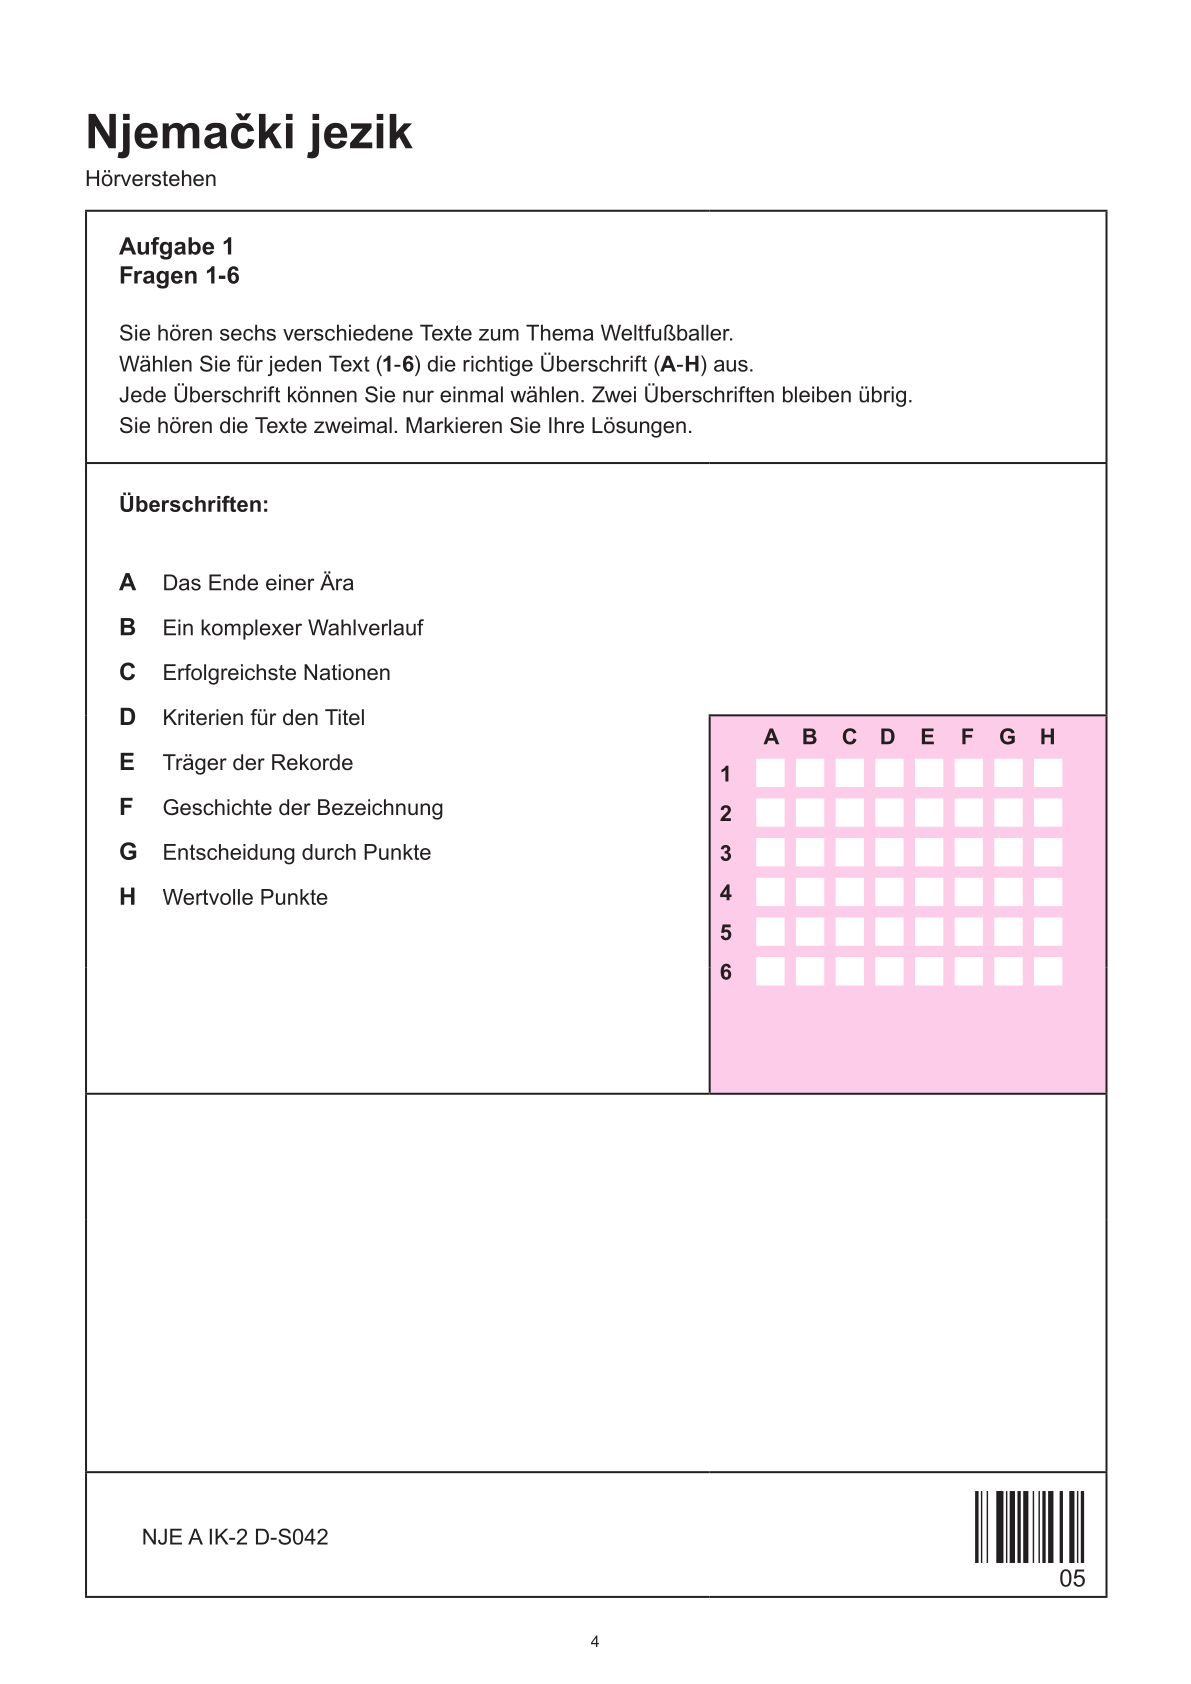 Njemački jezik
Hörverstehen
Aufgabe 1
Fragen 1-6
Sie hören sechs verschiedene Texte zum Thema Weltfußballer.
Wählen Sie für jeden Text (1-6) die richtige Überschrift (A-H) aus.
Jede Überschrift können Sie nur einmal wählen. Zwei Überschriften bleiben übrig.
Sie hören die Texte zweimal. Markieren Sie Ihre Lösungen.
Überschriften:
A Das Ende einer Ära
B Ein komplexer Wahlverlauf
C Erfolgreichste Nationen
D Kriterien für den Titel
E Träger der Rekorde
F Geschichte der Bezeichnung
G Entscheidung durch Punkte
H Wertvolle Punkte
A B C D E F G H
1
2
3
4
5
6
NJE A IK-2 D-S042
05
4